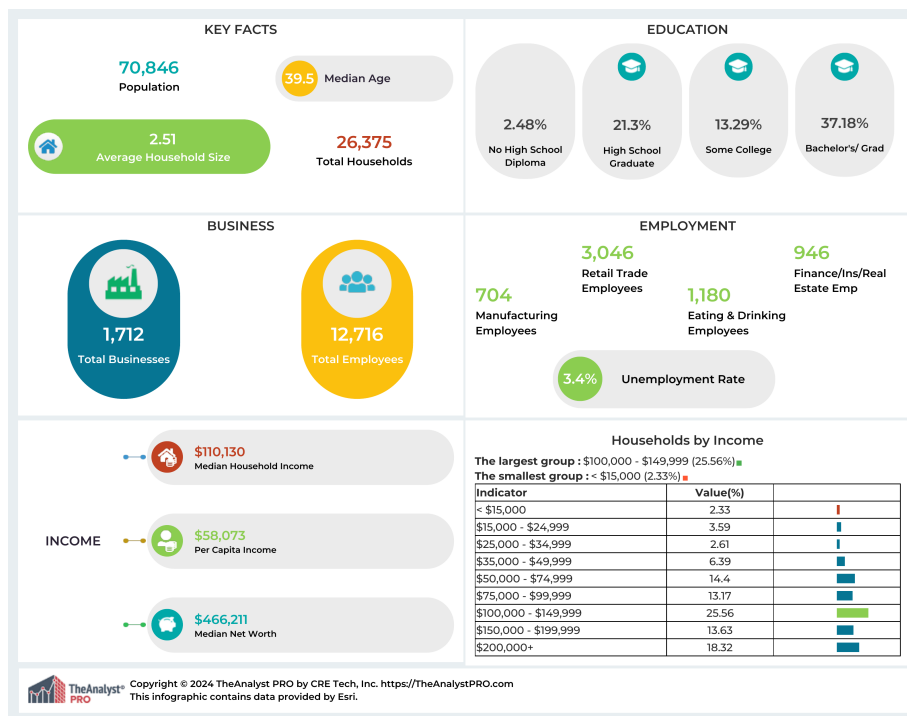 KEY FACTS
70,846
Population
39.5 Median Age
2.51
Average Household Size
26,375
Total Households
EDUCATION
2.48%
No High School
Diploma
21.3%
High School
Graduate
13.29%
Some College
37.18%
Bachelor's/ Grad
BUSINESS
1,712
Total Businesses
12,716
Total Employees
EMPLOYMENT
704
Manufacturing
Employees
3,046
Retail Trade
Employees
1,180
Eating & Drinking
Employees
946
Finance/Ins/Real
Estate Emp
3.4% Unemployment Rate
INCOME
$110,130
Median Household Income
$58,073
Per Capita Income
$466,211
Median Net Worth
Households by Income
The largest group : $100,000 - $149,999 (25.56%)
The smallest group : < $15,000 (2.33%)
Indicator Value(%)
< $15,000 2.33
$15,000 - $24,999 3.59
$25,000 - $34,999 2.61
$35,000 - $49,999 6.39
$50,000 - $74,999 14.4
$75,000 - $99,999 13.17
$100,000 - $149,999 25.56
$150,000 - $199,999 13.63
$200,000+ 18.32
TheAnalyst®
PRO
Copyright © 2024 TheAnalyst PRO by CRE Tech, Inc. https://TheAnalystPRO.com
This infographic contains data provided by Esri.